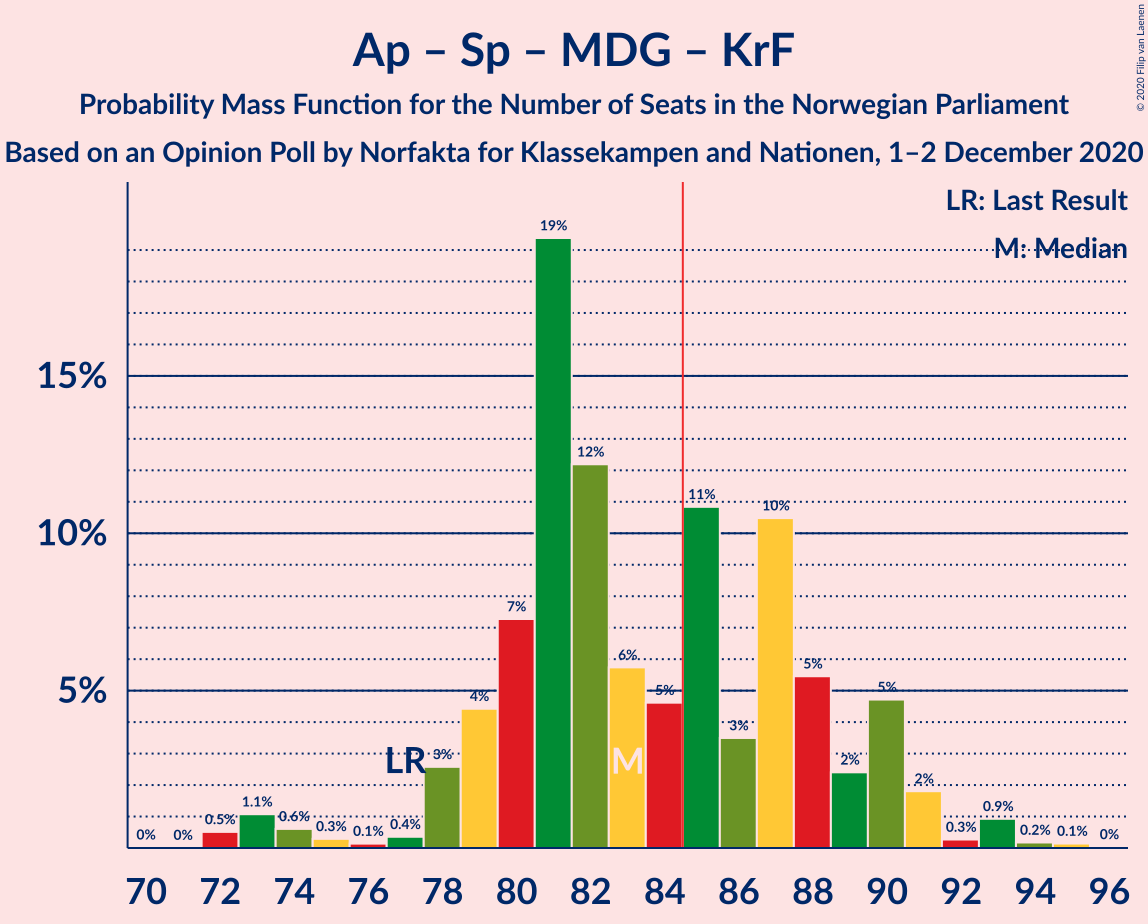 Ap – Sp – MDG – KrF
Probability Mass Function for the Number of Seats in the Norwegian Parliament
Based on an Opinion Poll by Norfakta for Klassekampen and Nationen, 1–2 December 2020
© 2020 Filip van Laenen
LR: Last Result
M: Median
19%
15%
12%
11%
10%
10%
7%
6%
5%
5%
5%
5%
4%
3%
3%
LR
M
2%
2%
1.1%
0.9%
0% 0% 0.5% 0.6% 0.3% 0.1% 0.4% 0.3% 0.2% 0.1% 0%
70 72 74 76 78 80 82 84 86 88 90 92 94 96